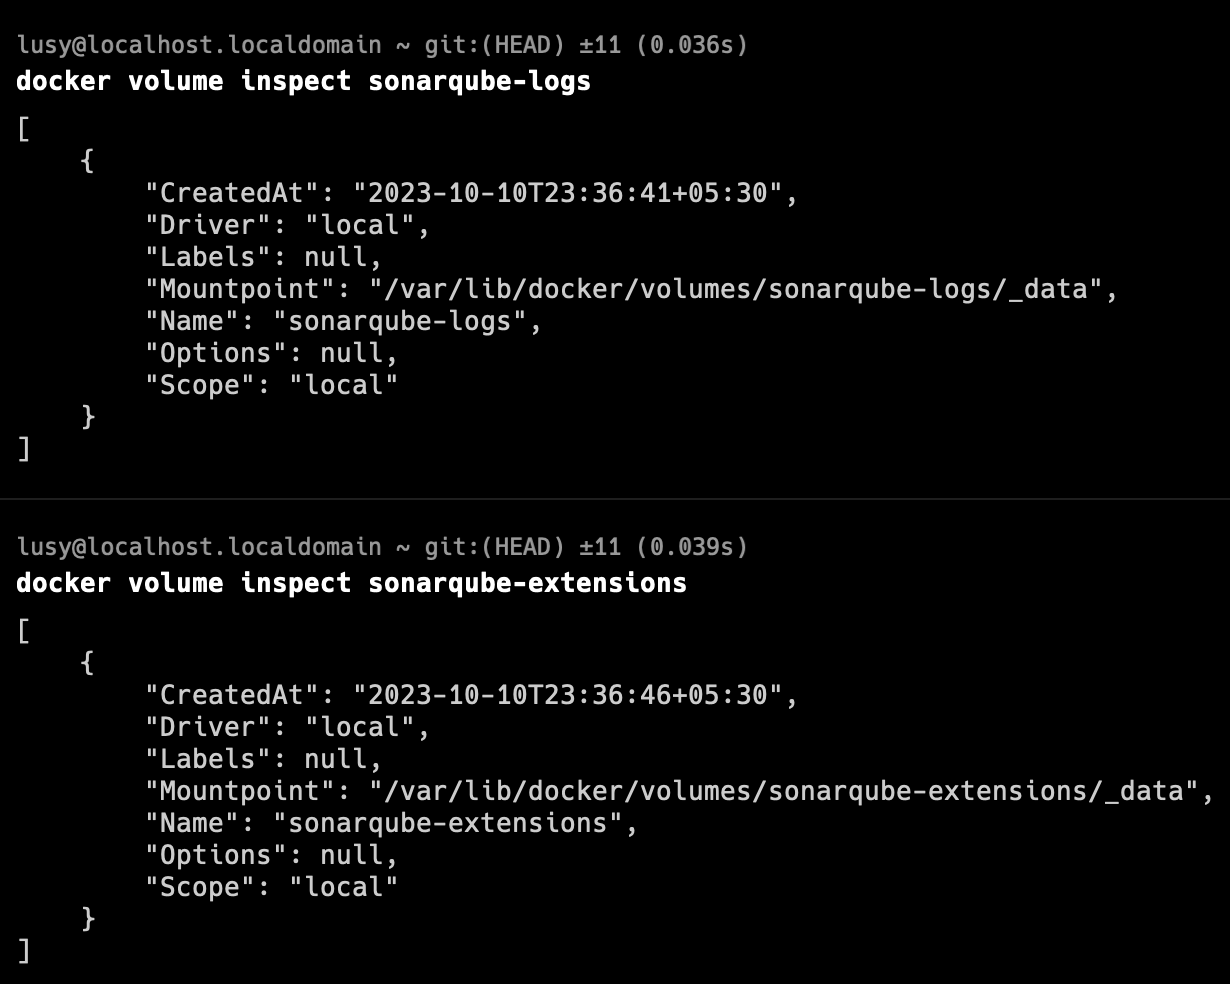 lusy@localhost.localdomain ~ git:(HEAD) ±11 (0.036s)
docker volume inspect sonarqube-logs
[
    {
        "CreatedAt": "2023-10-10T23:36:41+05:30",
        "Driver": "local",
        "Labels": null,
        "Mountpoint": "/var/lib/docker/volumes/sonarqube-logs/_data",
        "Name": "sonarqube-logs",
        "Options": null,
        "Scope": "local"
    }
]
lusy@localhost.localdomain ~ git:(HEAD) ±11 (0.039s)
docker volume inspect sonarqube-extensions
[
    {
        "CreatedAt": "2023-10-10T23:36:46+05:30",
        "Driver": "local",
        "Labels": null,
        "Mountpoint": "/var/lib/docker/volumes/sonarqube-extensions/_data",
        "Name": "sonarqube-extensions",
        "Options": null,
        "Scope": "local"
    }
]